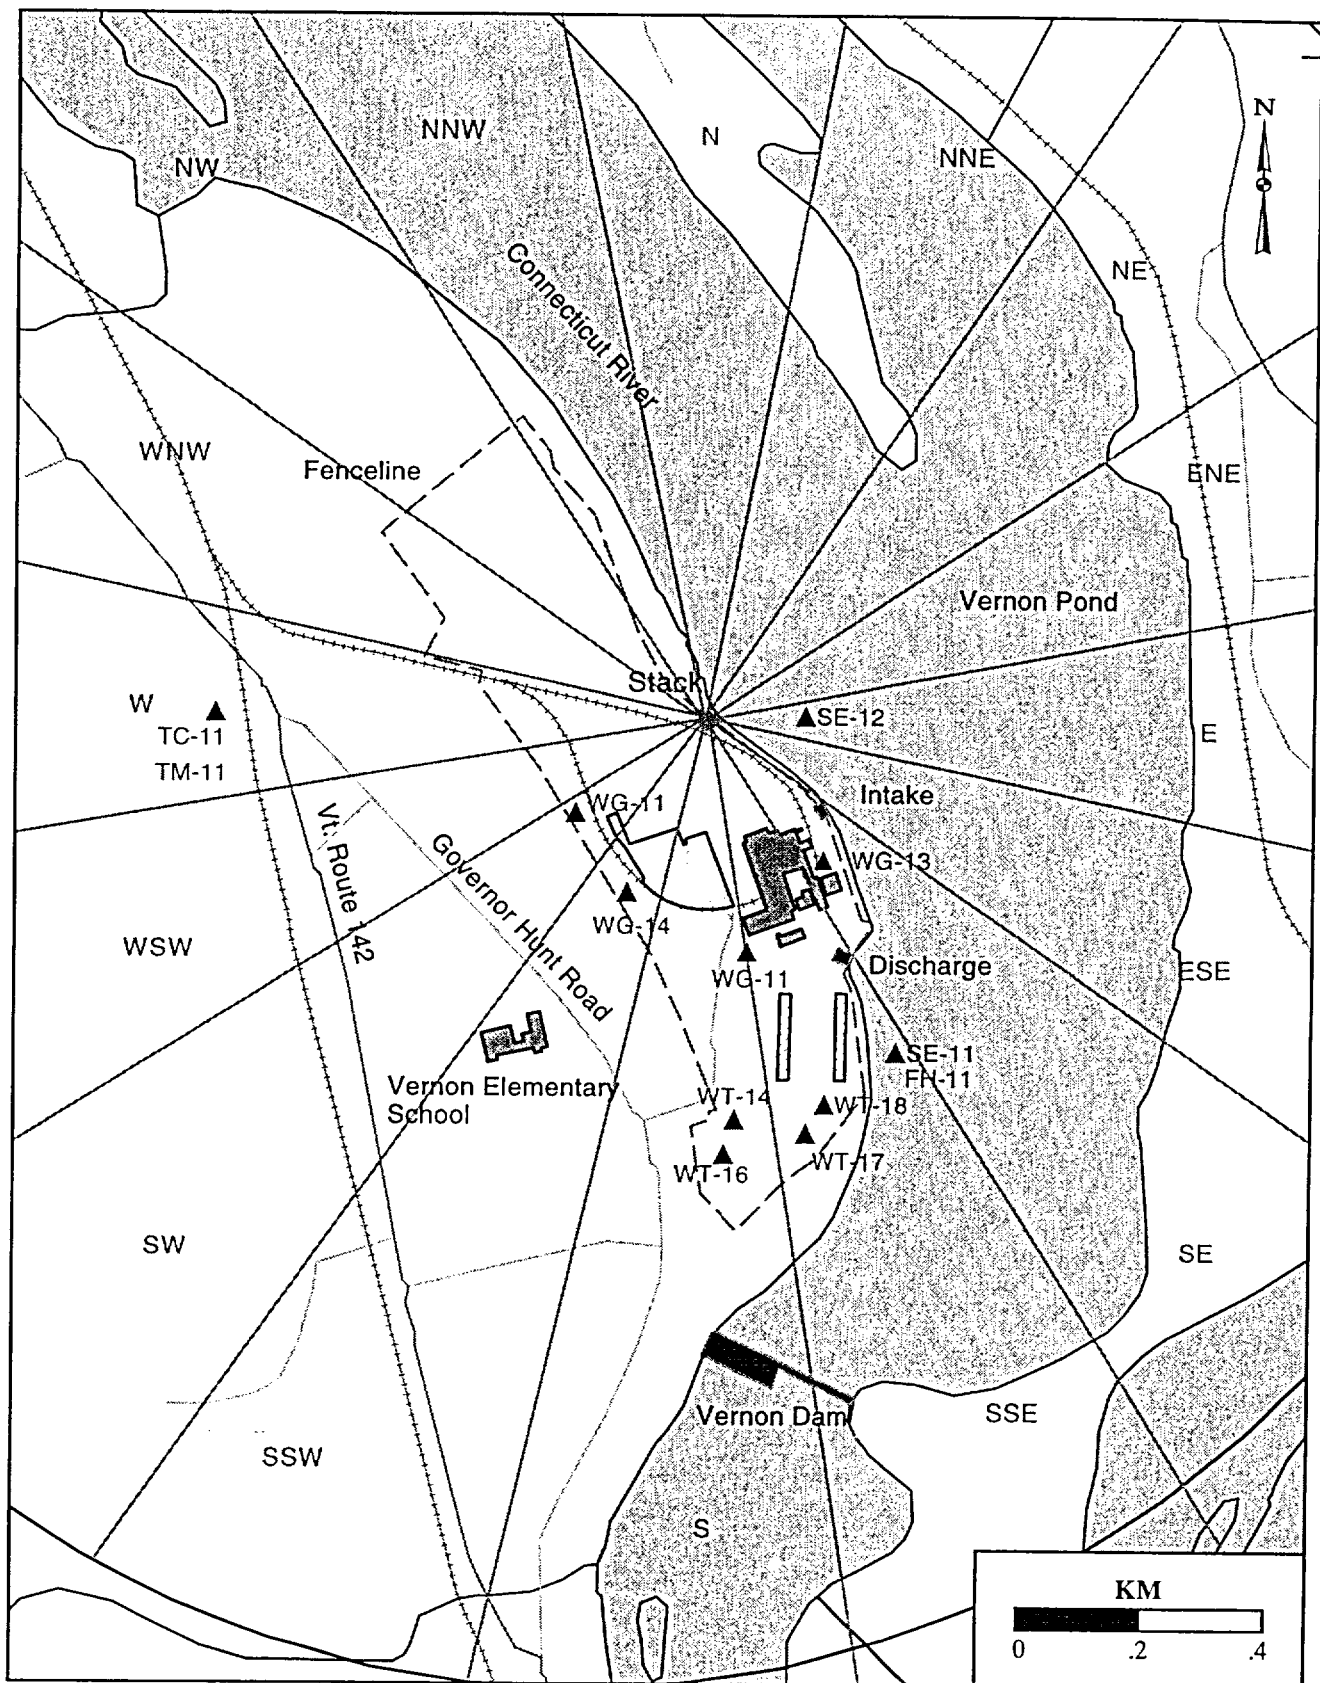 NNW
N
N
NNE
NW
NE
Connecticut River
WNW
Fenceline
ENE
Vernon Pond
Stack
W
TC-11
TM-11
SE-12
E
Intake
WG-11
Vt. Route 142
Governor Hunt Road
WG-13
WG-14
WSW
WG-11
Discharge
ESE
SE-11
FH-11
Vernon Elementary
School
WT-14
WT-18
WT-16
WT-17
SW
SE
Vernon Dam
SSE
SSW
S
KM
0 .2 .4